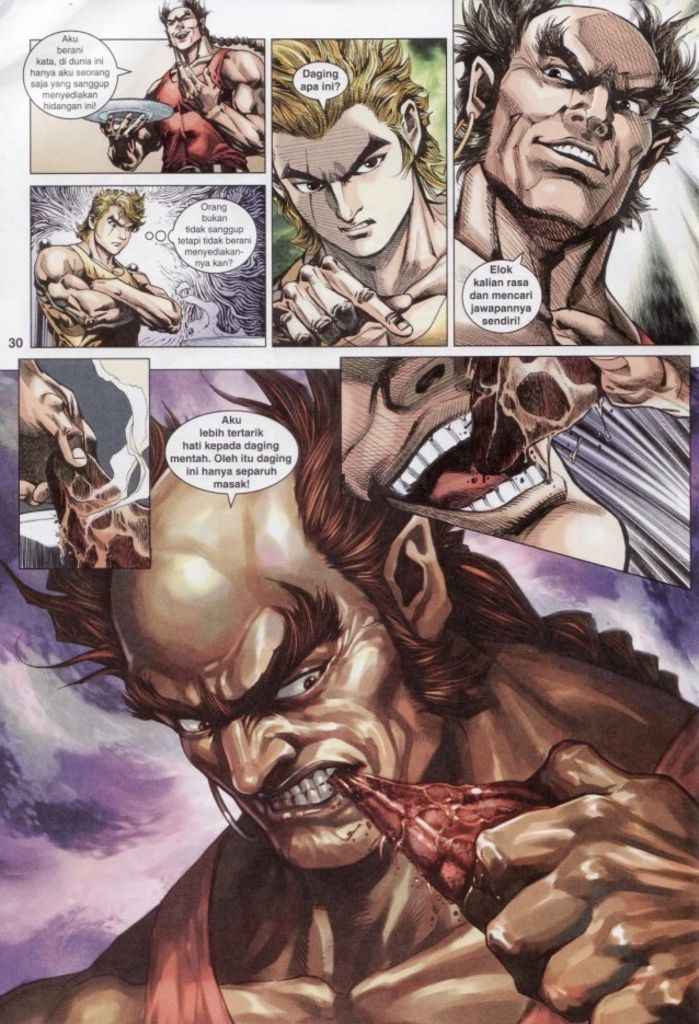 Aku
berani
kata, di dunia ini
hanya aku seorang
saja yang sanggup
menyediakan
hidangan ini!
Daging
apa ini?
Orang
bukan
sanggup
tetapi tidak berani
menyediakan-
nya kan?
Elok
kalian rasa
dan mencari
jawapannya
sendiri!
30
Aku
lebih tertarik
hati kepada daging
mentah. Oleh itu daging
ini hanya separuh
masak!